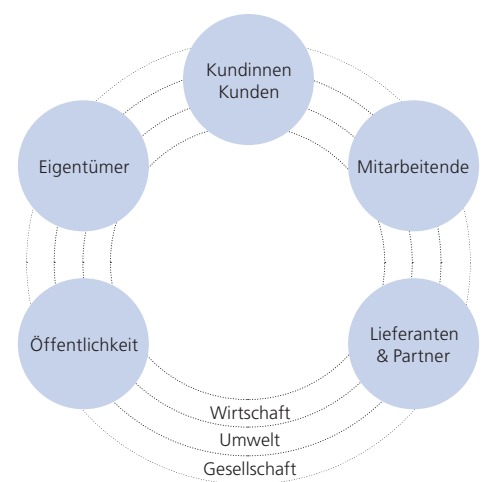 Kundinnen
Kunden
Eigentümer
Mitarbeitende
Öffentlichkeit
Lieferanten
& Partner
Wirtschaft
Umwelt
Gesellschaft